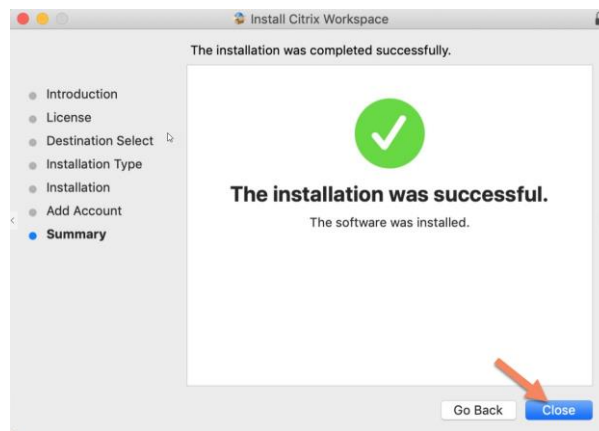 Install Citrix Workspace
The installation was completed successfully.
Introduction
License
Destination Select
Installation Type
Installation
Add Account
Summary
The installation was successful.
The software was installed.
Go Back
Close